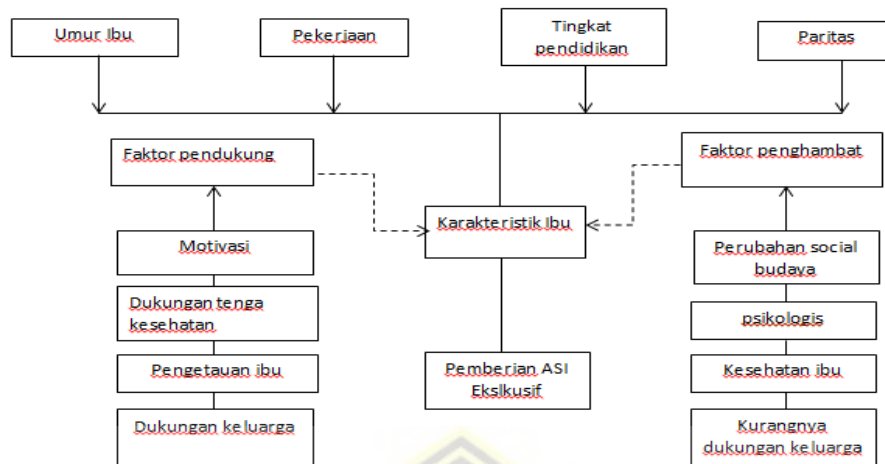 Umur Ibu
Pekerjaan
Tingkat
pendidikan
Paritas
Faktor pendukung
Faktor penghambat
Karakteristik Ibu
Motivasi
Perubahan social
budaya
Dukungan tenga
kesehatan
psikologis
Pengetauan ibu
Pemberian ASI
Ekslkusif
Kesehatan ibu
Dukungan keluarga
Kurangnya
dukungan keluarga